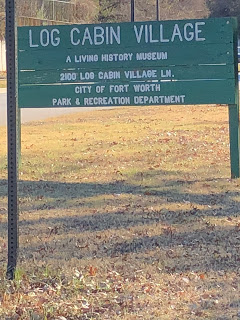 LOG CABIN VILLAGE
A LIVING HISTORY MUSEUM
2100 LOG CABIN VILLAGE LN.
CITY OF FORT WORTH
PARK & RECREATION DEPARTMENT